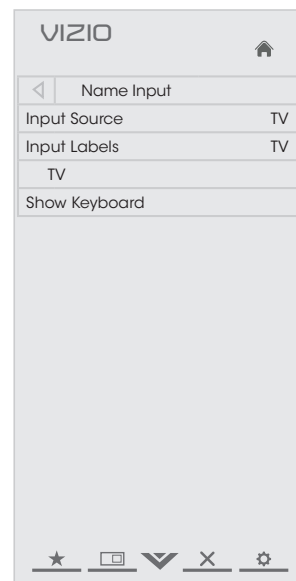 VIZIO
Name Input
Input Source TV
Input Labels TV
TV
Show Keyboard